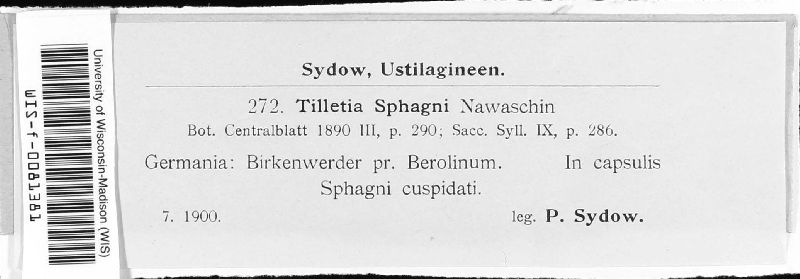 Sydow, Ustilagineen.
272. Tilletia Sphagni Nawaschin
Bot. Centralblatt 1890 III, p. 290; Sacc. Syll. IX, p. 286.
Germania: Birkenwerder pr. Berolinum. In capsulis
Sphagni cuspidati.
7. 1900. leg. P. Sydow.
University of Wisconsin-Madison (WIS)
WIS-f-0081381